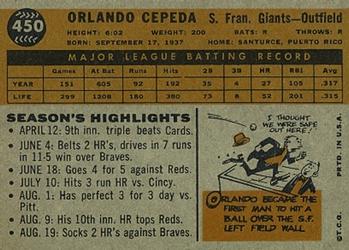 450
ORLANDO CEPEDA S. Fran. Giants—Outfield
HEIGHT: 6:02 WEIGHT: 200 BATS: R THROWS: R
BORN: SEPTEMBER 17, 1937 HOME: SANTURCE, PUERTO RICO
MAJOR LEAGUE BATTING RECORD
Games At Bat Runs Hits 2B 3B HR RBI Avg.
YEAR 151 605 92 192 35 4 27 105 .317
LIFE 299 1208 180 380 73 8 52 201 .315
SEASON'S HIGHLIGHTS
• APRIL 12: 9th inn. triple beats Cards.
• JUNE 4: Belts 2 HR's, drives in 7 runs
in 11-5 win over Braves.
• JUNE 18: Goes 4 for 5 against Reds.
• JULY 10: Hits 3 run HR vs. Cincy.
• AUG. 1: Has perfect 3 for 3 day vs.
Pitt.
• AUG. 9: His 10th inn. HR tops Reds.
• AUG. 19: Socks 2 HR's against Braves.
I THOUGHT
WE'RE SAFE
OUT HERE!
ORLANDO BECAME THE
FIRST MAN TO HIT
A BALL OVER THE S.F.
LEFT FIELD WALL
©T.C.G. PRTD. IN U.S.A.